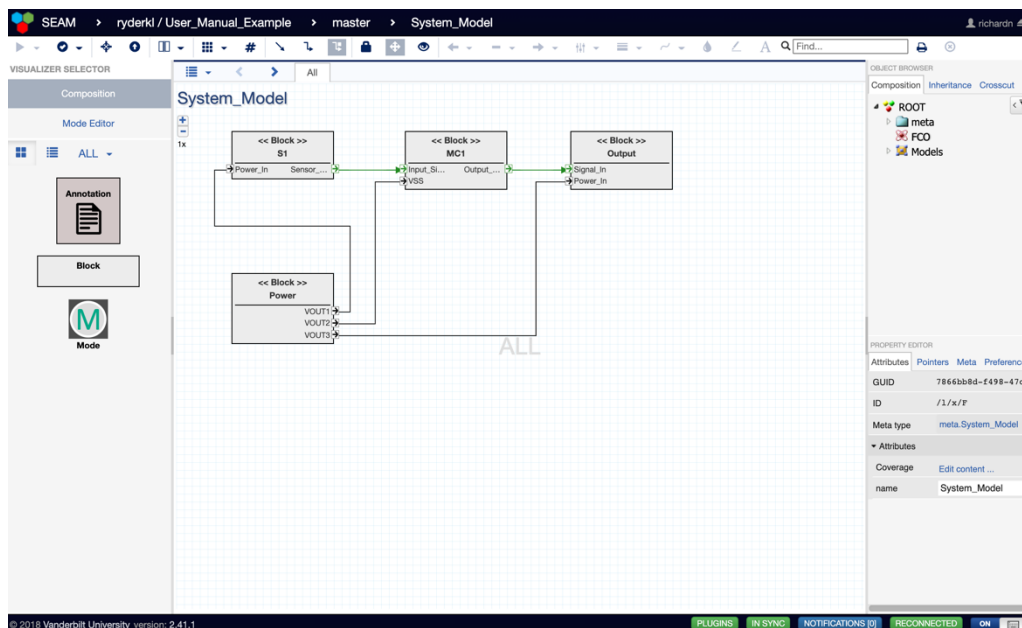 SEAM > ryderkl / User_Manual_Example > master > System_Model richardn
Find...
VISUALIZER SELECTOR
Composition
Mode Editor
ALL
Annotation
Block
M
Mode
All
System_Model
1x
<< Block >>
S1
Power_In Sensor_...
<< Block >>
MC1
Input_Si... Output_...
VSS
<< Block >>
Output
Signal_In
Power_In
<< Block >>
Power
VOUT1
VOUT2
VOUT3
ALL
OBJECT BROWSER
Composition Inheritance Crosscut
ROOT
meta
FCO
Models
PROPERTY EDITOR
Attributes Pointers Meta Preferenc
GUID 7866bb8d-f498-47
ID /1/x/F
Meta type meta.System_Model
Attributes
Coverage Edit content ...
name System_Model
© 2018 Vanderbilt University version: 2.41.1 PLUGINS IN SYNC NOTIFICATIONS [0] RECONNECTED ON